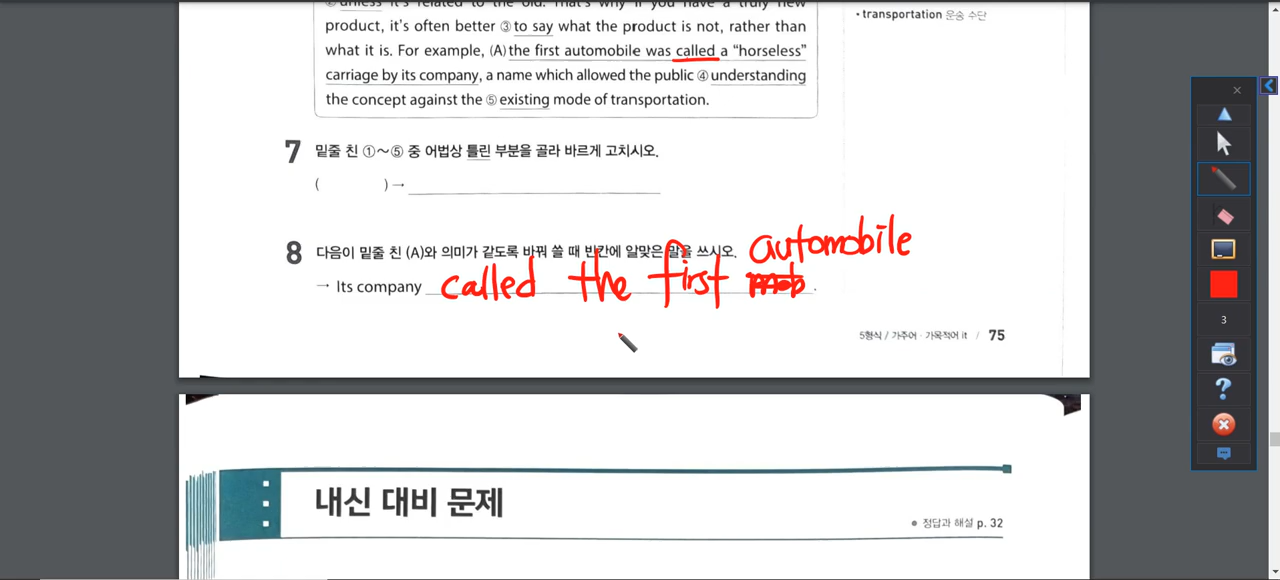 ② unless it's related to the old. That's why if you have a truly new
product, it's often better ③ to say what the product is not, rather than
what it is. For example, (A) the first automobile was called a “horseless”
carriage by its company, a name which allowed the public ④ understanding
the concept against the ⑤ existing mode of transportation.
• transportation 운송 수단
7 밑줄 친 ①～⑤ 중 어법상 틀린 부분을 골라 바르게 고치시오.
( ) →
8 다음이 밑줄 친 (A)와 의미가 같도록 바꿔 쓸 때 빈칸에 알맞은 말을 쓰시오.
automobile
→ Its company called the first .
5형식 / 가주어·가목적어 it / 75
내신 대비 문제
● 정답과 해설 p. 32
3